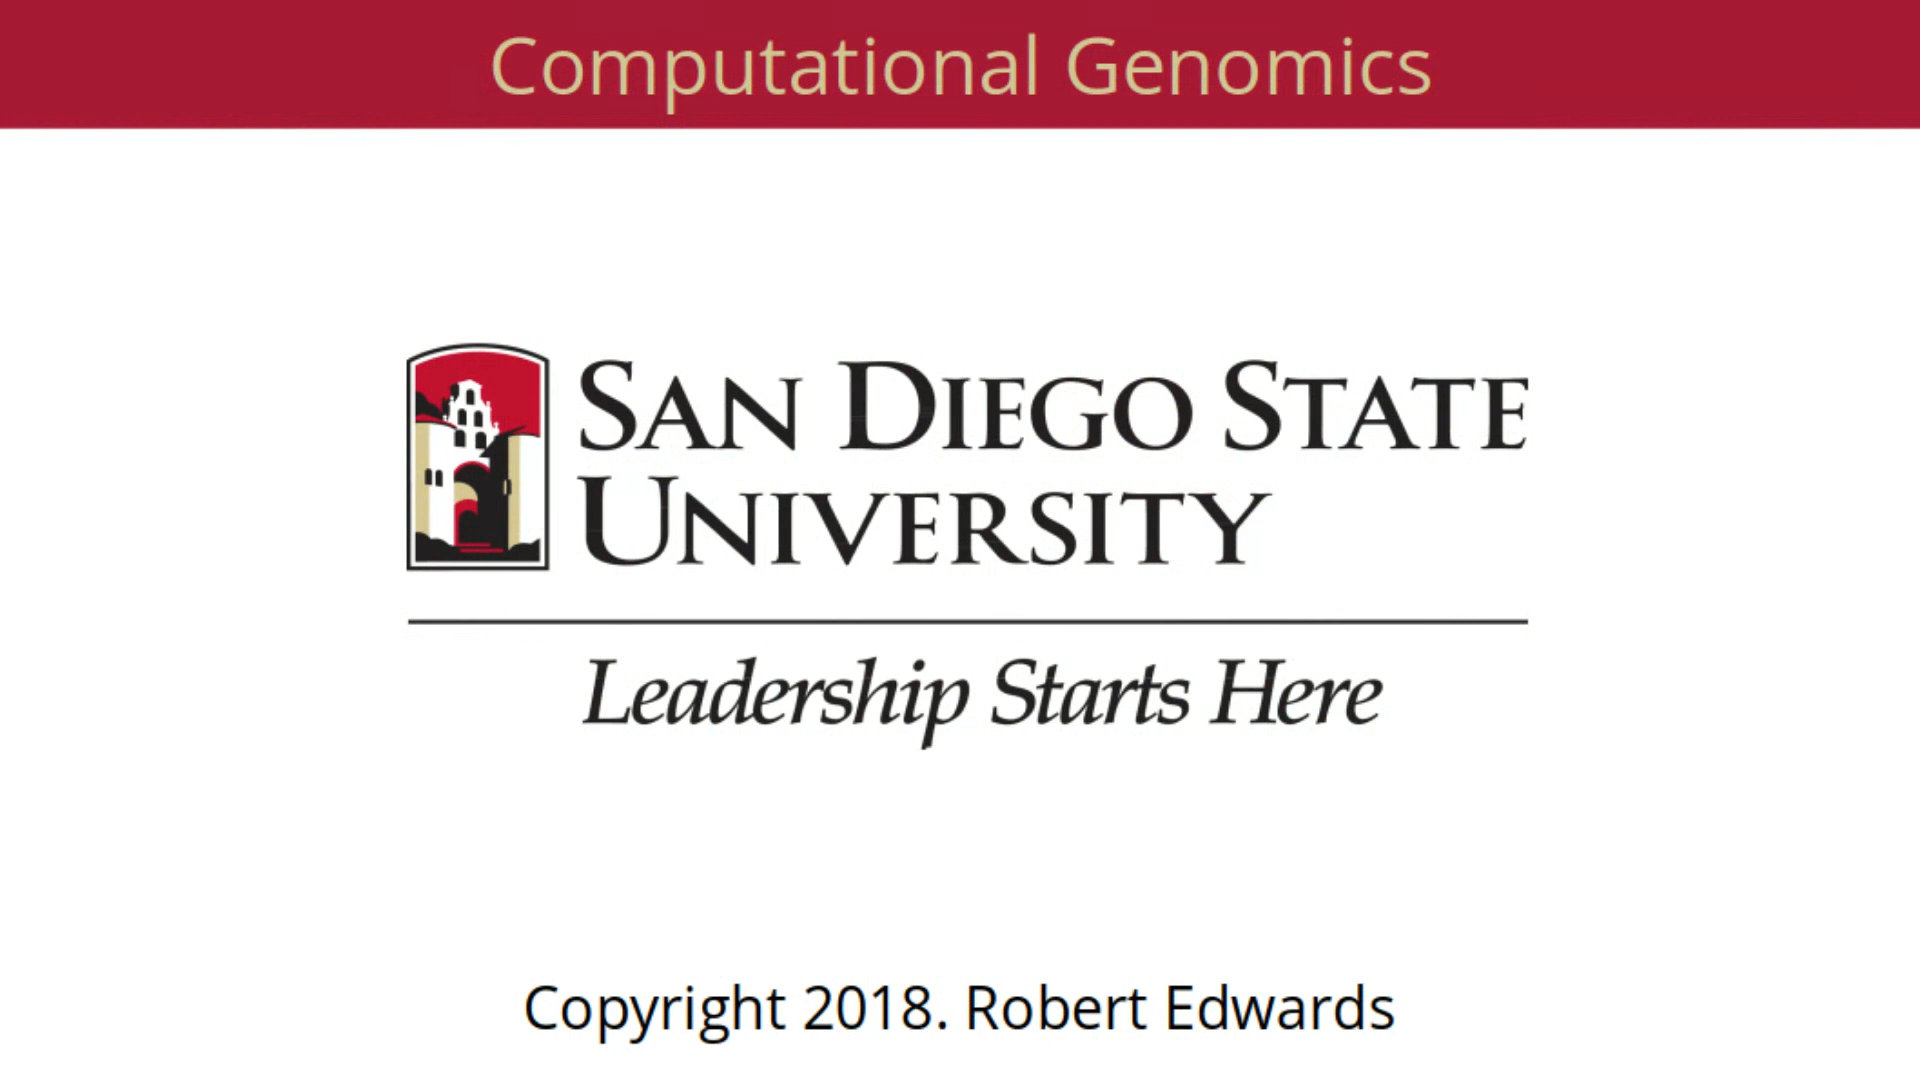 Computational Genomics
SAN DIEGO STATE
UNIVERSITY
Leadership Starts Here
Copyright 2018. Robert Edwards